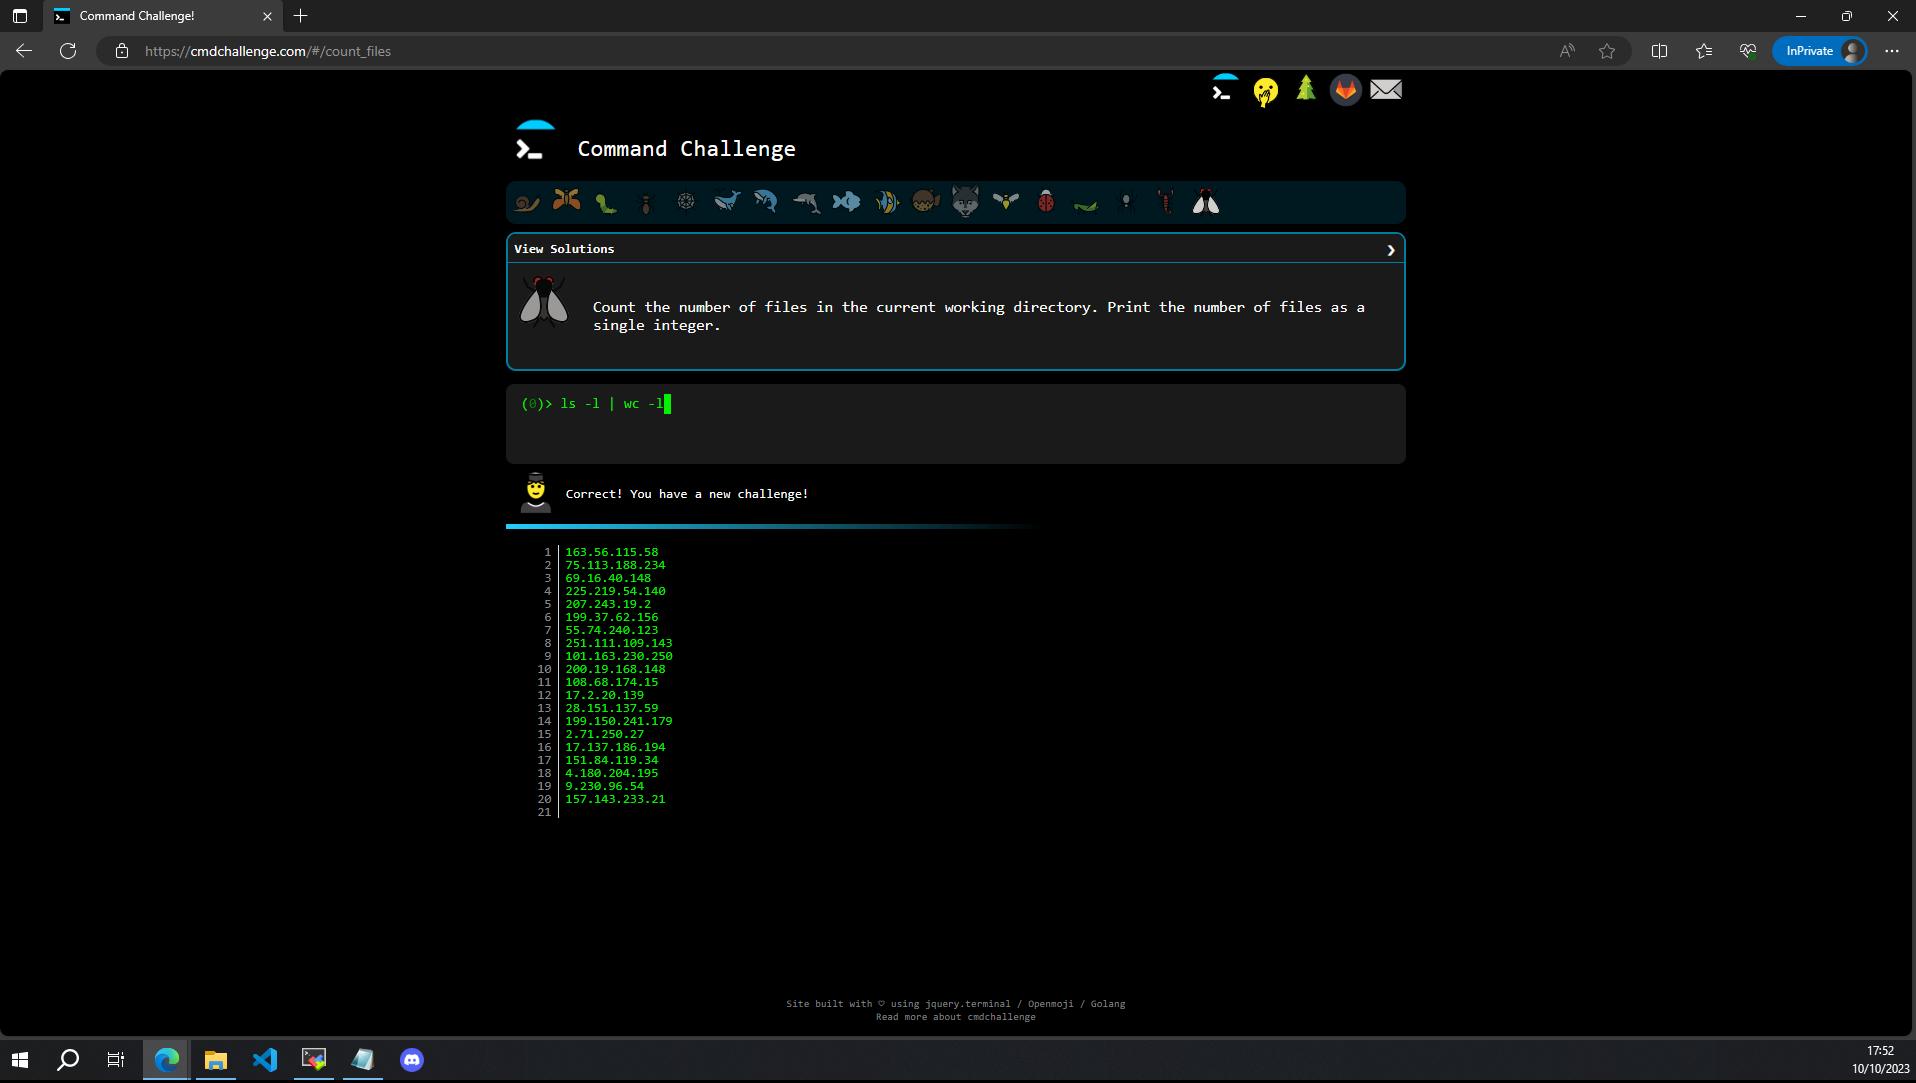 Command Challenge!
https://cmdchallenge.com/#/count_files
InPrivate
Command Challenge
View Solutions
Count the number of files in the current working directory. Print the number of files as a
single integer.
(0)> ls -l | wc -l
Correct! You have a new challenge!
1 163.56.115.58
2 75.113.188.234
3 69.16.40.148
4 225.219.54.140
5 207.243.19.2
6 199.37.62.156
7 55.74.240.123
8 251.111.109.143
9 101.163.230.250
10 200.19.168.148
11 108.68.174.15
12 17.2.20.139
13 28.151.137.59
14 199.150.241.179
15 2.71.250.27
16 17.137.186.194
17 151.84.119.34
18 4.180.204.195
19 9.230.96.54
20 157.143.233.21
21
Site built with ♡ using jquery.terminal / Openmoji / Golang
Read more about cmdchallenge
17:52
10/10/2023